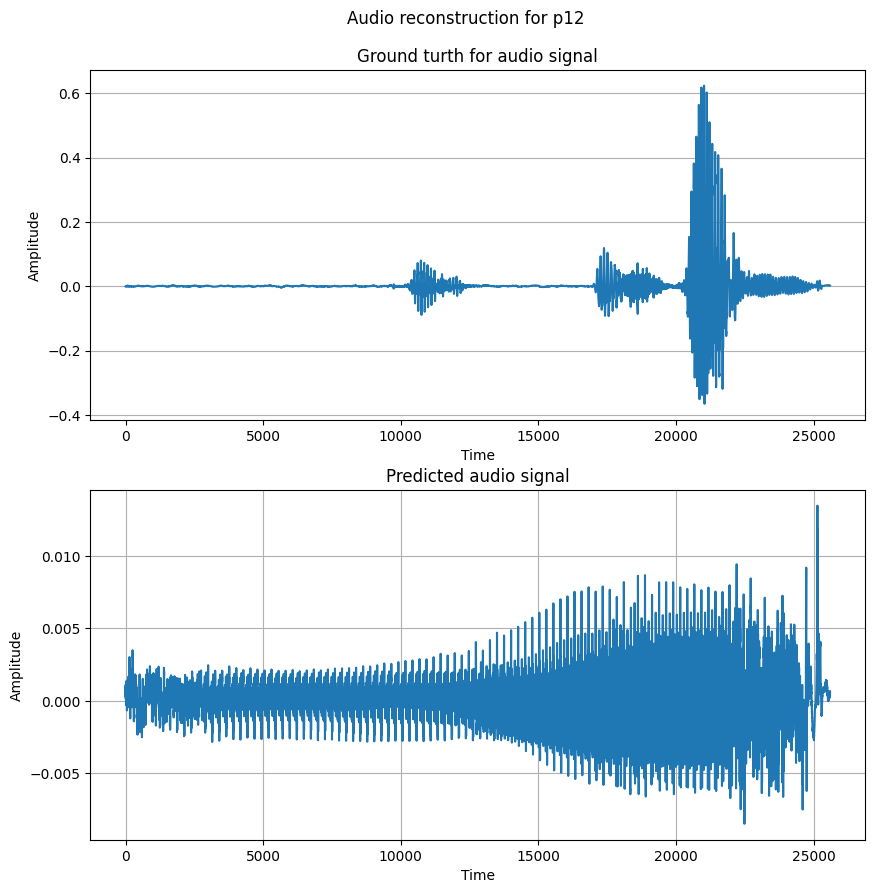 Audio reconstruction for p12
Ground turth for audio signal
0.6
0.4
0.2
0.0
−0.2
−0.4
Amplitude
0 5000 10000 15000 20000 25000
Time
Predicted audio signal
0.010
0.005
0.000
−0.005
Amplitude
0 5000 10000 15000 20000 25000
Time